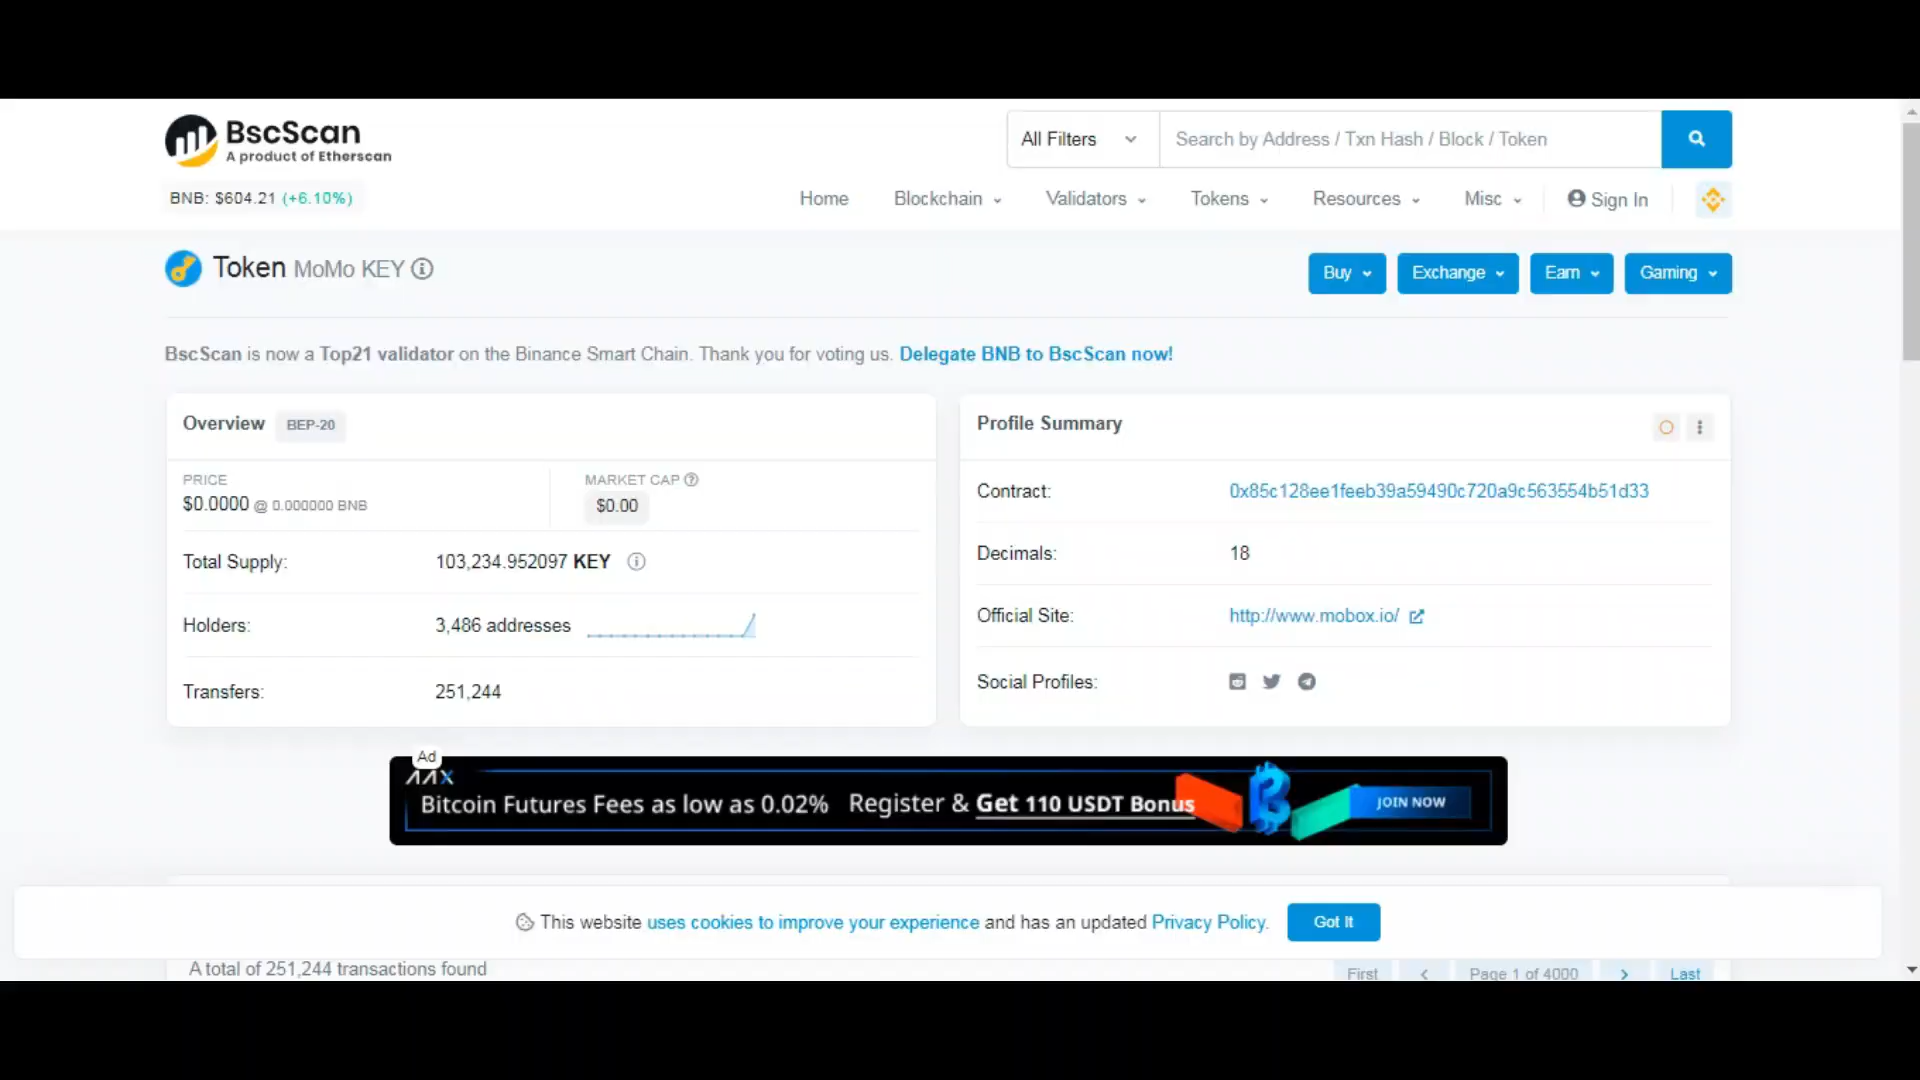 BscScan
A product of Etherscan
All Filters
Search by Address / Txn Hash / Block / Token
BNB: $604.21 (+6.10%)
Home Blockchain Validators Tokens Resources Misc Sign In
Token MoMo KEY
Buy Exchange Earn Gaming
BscScan is now a Top21 validator on the Binance Smart Chain. Thank you for voting us. Delegate BNB to BscScan now!
Overview BEP-20
PRICE
$0.0000 @ 0.000000 BNB
MARKET CAP
$0.00
Total Supply: 103,234.952097 KEY
Holders: 3,486 addresses
Transfers: 251,244
Profile Summary
Contract: 0x85c128ee1feeb39a59490c720a9c563554b51d33
Decimals: 18
Official Site: http://www.mobox.io/
Social Profiles:
Ad
AAX
Bitcoin Futures Fees as low as 0.02% Register & Get 110 USDT Bonus
JOIN NOW
This website uses cookies to improve your experience and has an updated Privacy Policy.
Got It
A total of 251,244 transactions found
First Page 1 of 4000 Last